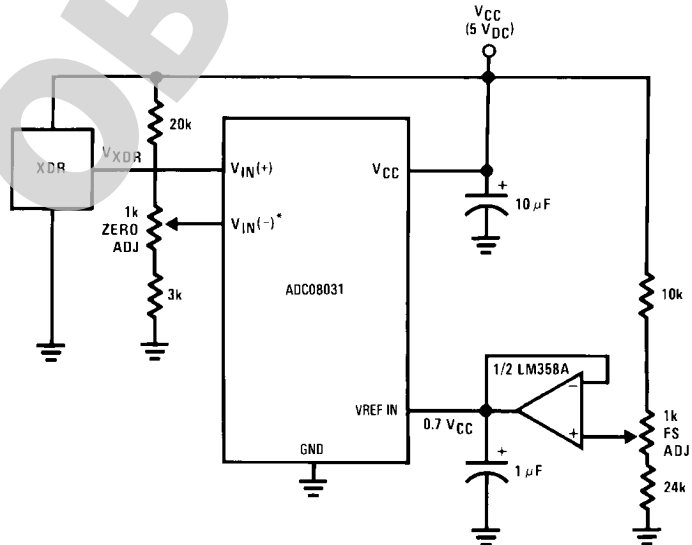 VCC
(5 VDC)
20k
XDR
VXDR
VIN(+)
VCC
1k
ZERO
ADJ
VIN(−)*
+
10 μF
3k
ADC08031
10k
1/2 LM358A
−
VREF IN
0.7 VCC
+
1k
FS
ADJ
GND
+
1 μF
24k